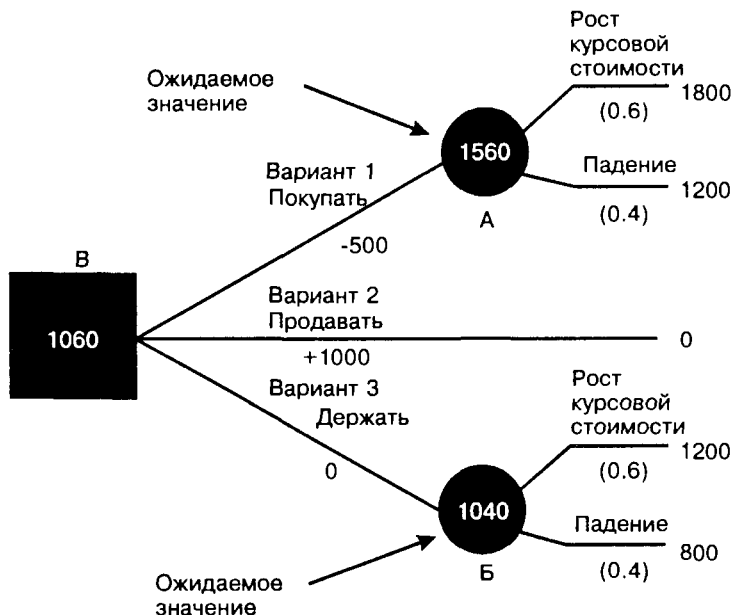 Рост
курсовой
стоимости
1800
(0.6)
Ожидаемое
значение
1560
Падение
1200
(0.4)
А
Вариант 1
Покупать
-500
В
1060
Вариант 2
Продавать
+1000
0
Вариант 3
Держать
0
Рост
курсовой
стоимости
1200
(0.6)
1040
Падение
800
(0.4)
Б
Ожидаемое
значение